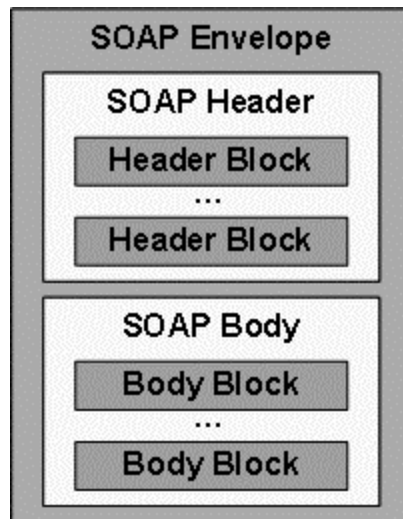 SOAP Envelope
SOAP Header
Header Block
...
Header Block
SOAP Body
Body Block
...
Body Block